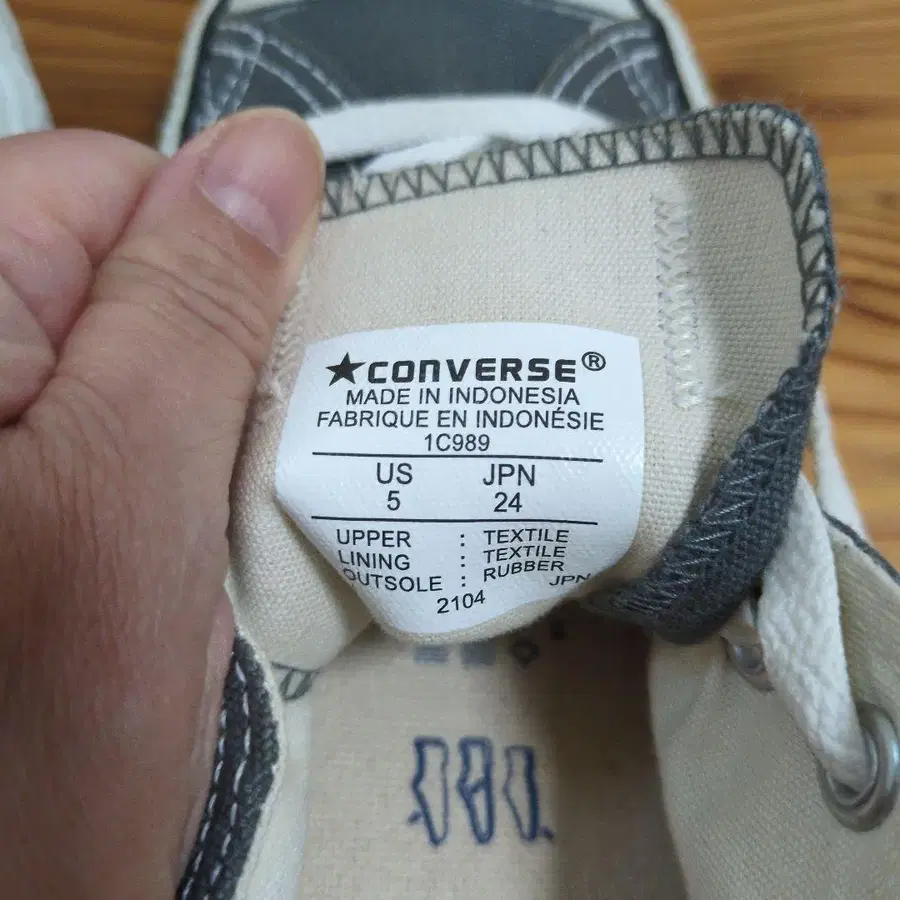 ★CONVERSE®
MADE IN INDONESIA
FABRIQUE EN INDONÉSIE
1C989
US JPN
5 24
UPPER : TEXTILE
LINING : TEXTILE
OUTSOLE : RUBBER
JPN
2104